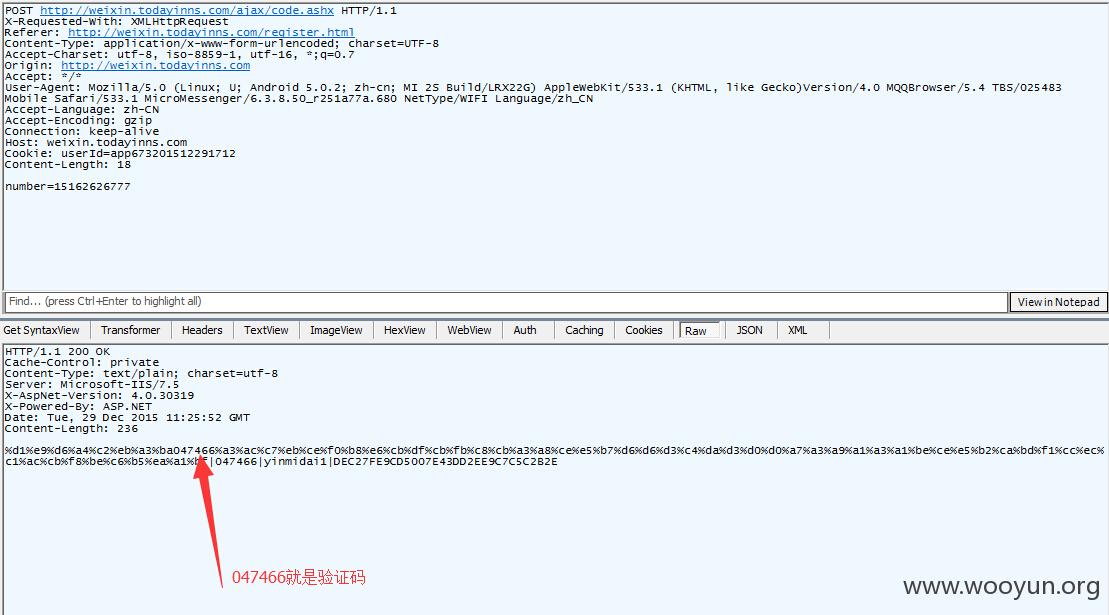 POST http://weixin.todayinns.com/ajax/code.ashx HTTP/1.1
X-Requested-With: XMLHttpRequest
Referer: http://weixin.todayinns.com/register.html
Content-Type: application/x-www-form-urlencoded; charset=UTF-8
Accept-Charset: utf-8, iso-8859-1, utf-16, *;q=0.7
Origin: http://weixin.todayinns.com
Accept: */*
User-Agent: Mozilla/5.0 (Linux; U; Android 5.0.2; zh-cn; MI 2S Build/LRX22G) AppleWebKit/533.1 (KHTML, like Gecko)Version/4.0 MQQBrowser/5.4 TBS/025483
Mobile Safari/533.1 MicroMessenger/6.3.8.50_r251a77a.680 NetType/WIFI Language/zh_CN
Accept-Language: zh-CN
Accept-Encoding: gzip
Connection: keep-alive
Host: weixin.todayinns.com
Cookie: userId=app673201512291712
Content-Length: 18
number=15162626777
Find... (press Ctrl+Enter to highlight all)
View in Notepad
Get SyntaxView Transformer Headers TextView ImageView HexView WebView Auth Caching Cookies Raw JSON XML
HTTP/1.1 200 OK
Cache-Control: private
Content-Type: text/plain; charset=utf-8
Server: Microsoft-IIS/7.5
X-AspNet-Version: 4.0.30319
X-Powered-By: ASP.NET
Date: Tue, 29 Dec 2015 11:25:52 GMT
Content-Length: 236
%d1%e9%d6%a4%c2%eb%a3%ba047466%a3%ac%c7%eb%ce%f0%b8%e6%cb%df%cb%fb%c8%cb%a3%a8%ce%e5%b7%d6%d6%d3%c4%da%d3%d0%d0%a7%a3%a9%a1%a3%a1%be%ce%e5%b2%ca%bd%f1%cc%ec%
c1%ac%cb%f8%be%c6%b5%ea%a1%bf|047466|yinmidai1|DEC27FE9CD5007E43DD2EE9C7C5C2B2E
047466就是验证码
www.wooyun.org